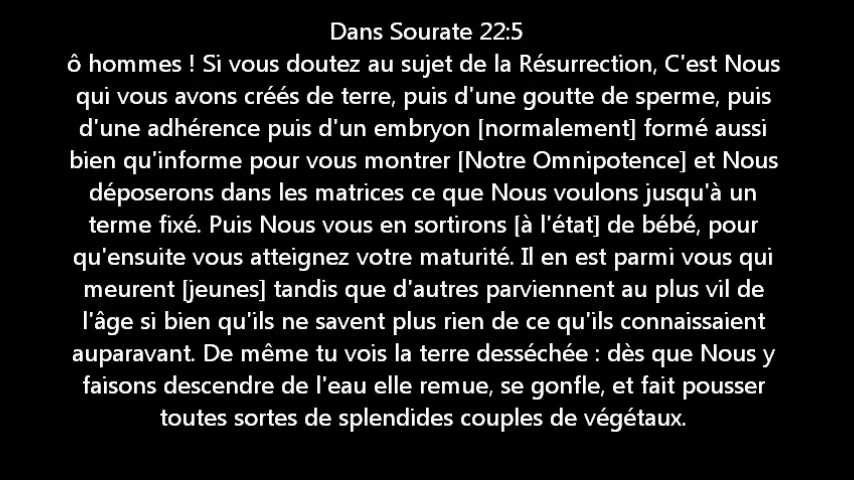 Dans Sourate 22:5
ô hommes ! Si vous doutez au sujet de la Résurrection, C'est Nous
qui vous avons créés de terre, puis d'une goutte de sperme, puis
d'une adhérence puis d'un embryon [normalement] formé aussi
bien qu'informe pour vous montrer [Notre Omnipotence] et Nous
déposerons dans les matrices ce que Nous voulons jusqu'à un
terme fixé. Puis Nous vous en sortirons [à l'état] de bébé, pour
qu'ensuite vous atteignez votre maturité. Il en est parmi vous qui
meurent [jeunes] tandis que d'autres parviennent au plus vil de
l'âge si bien qu'ils ne savent plus rien de ce qu'ils connaissaient
auparavant. De même tu vois la terre desséchée : dès que Nous y
faisons descendre de l'eau elle remue, se gonfle, et fait pousser
toutes sortes de splendides couples de végétaux.